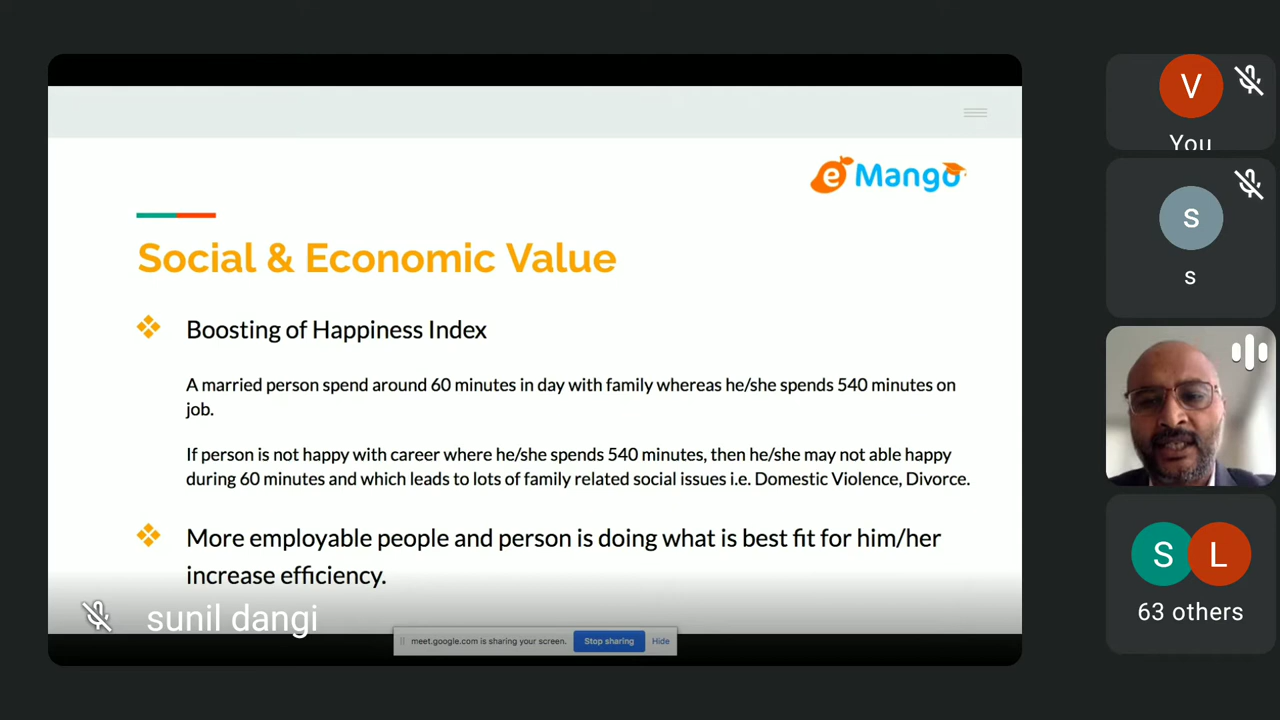 e Mango
Social & Economic Value
Boosting of Happiness Index
A married person spend around 60 minutes in day with family whereas he/she spends 540 minutes on
job.
If person is not happy with career where he/she spends 540 minutes, then he/she may not able happy
during 60 minutes and which leads to lots of family related social issues i.e. Domestic Violence, Divorce.
More employable people and person is doing what is best fit for him/her
increase efficiency.
sunil dangi
meet.google.com is sharing your screen. Stop sharing Hide
V
You
S
s
S L
63 others